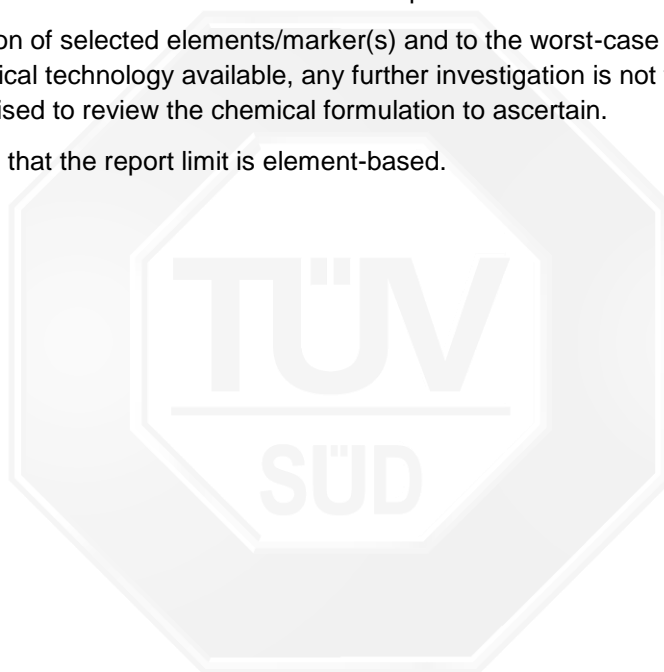 on of selected elements/marker(s) and to the worst-case
ical technology available, any further investigation is not
ised to review the chemical formulation to ascertain.
that the report limit is element-based.
TÜV
SÜD